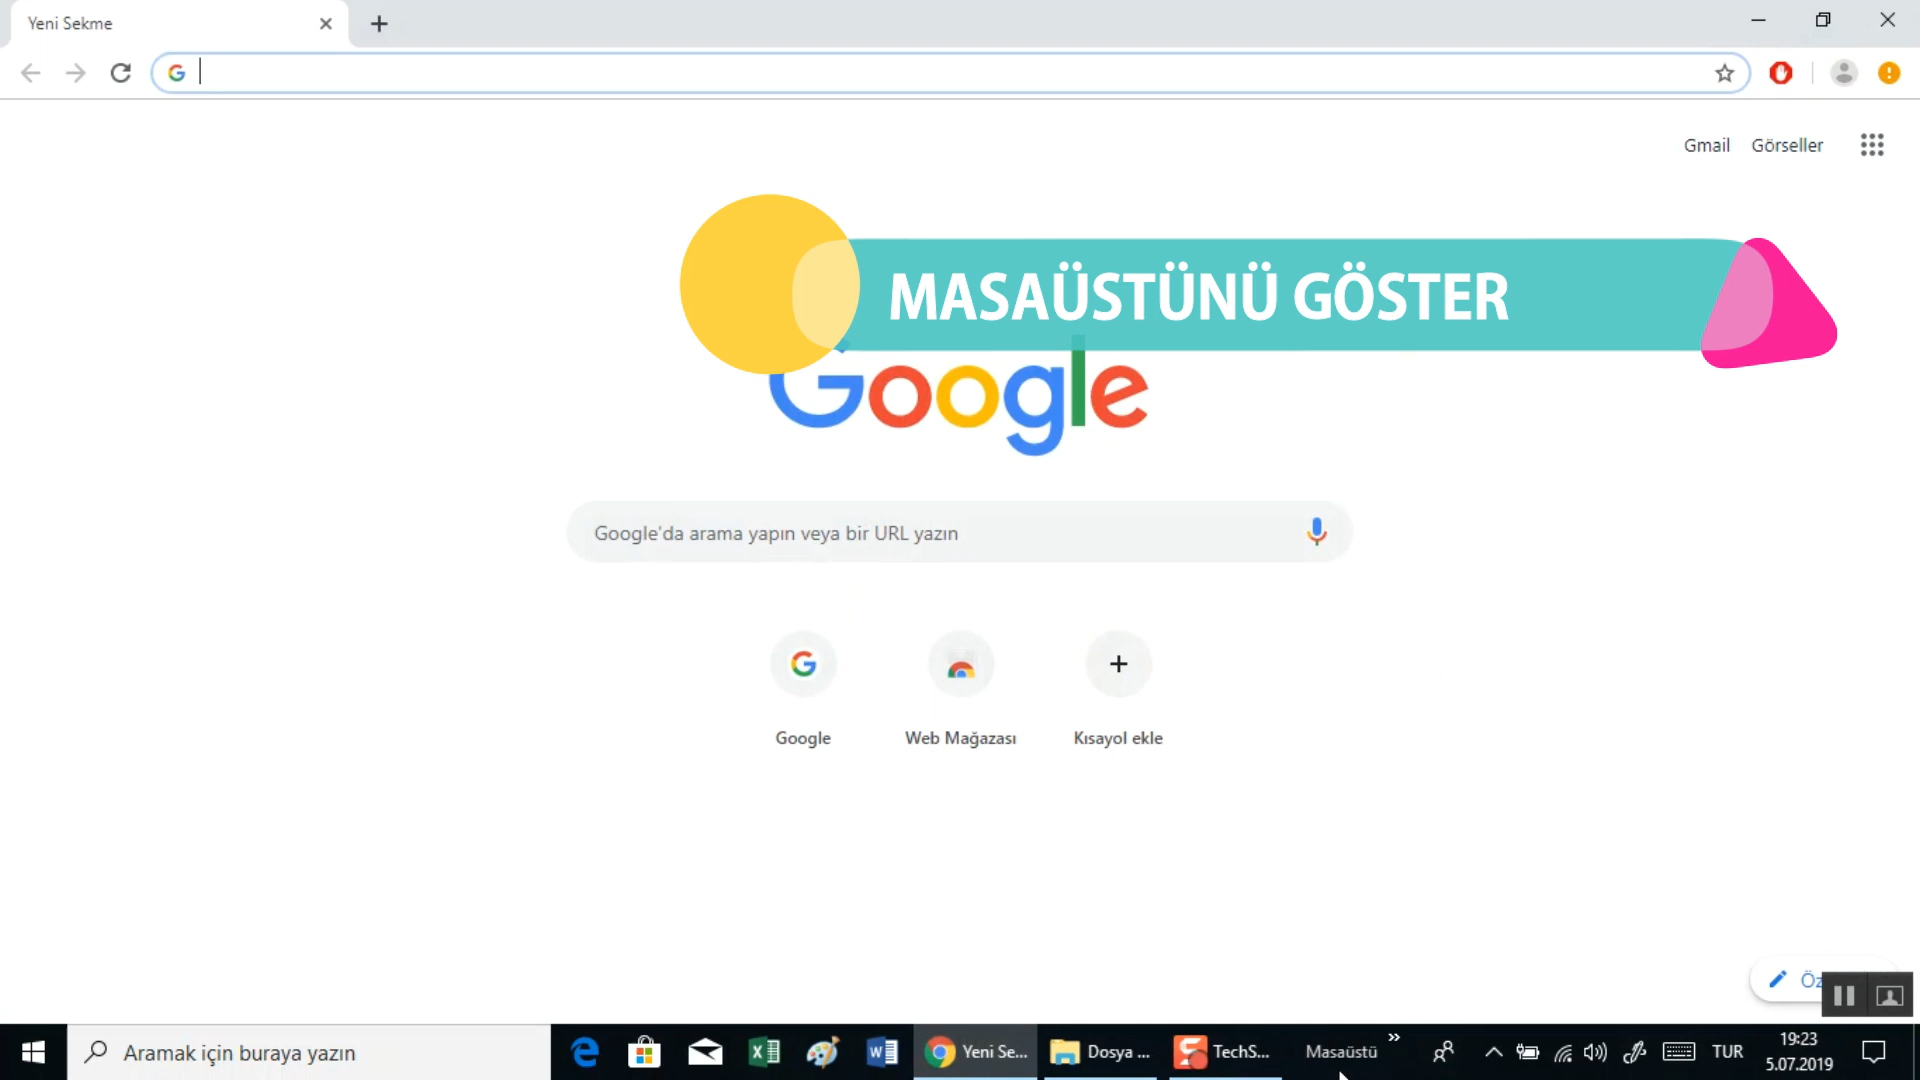 Yeni Sekme
Gmail Görseller
MASAÜSTÜNÜ GÖSTER
Google
Google'da arama yapın veya bir URL yazın
Google
Web Mağazası
Kısayol ekle
Aramak için buraya yazın
Yeni Se...
Dosya ...
TechS...
Masaüstü
TUR
19:23
5.07.2019